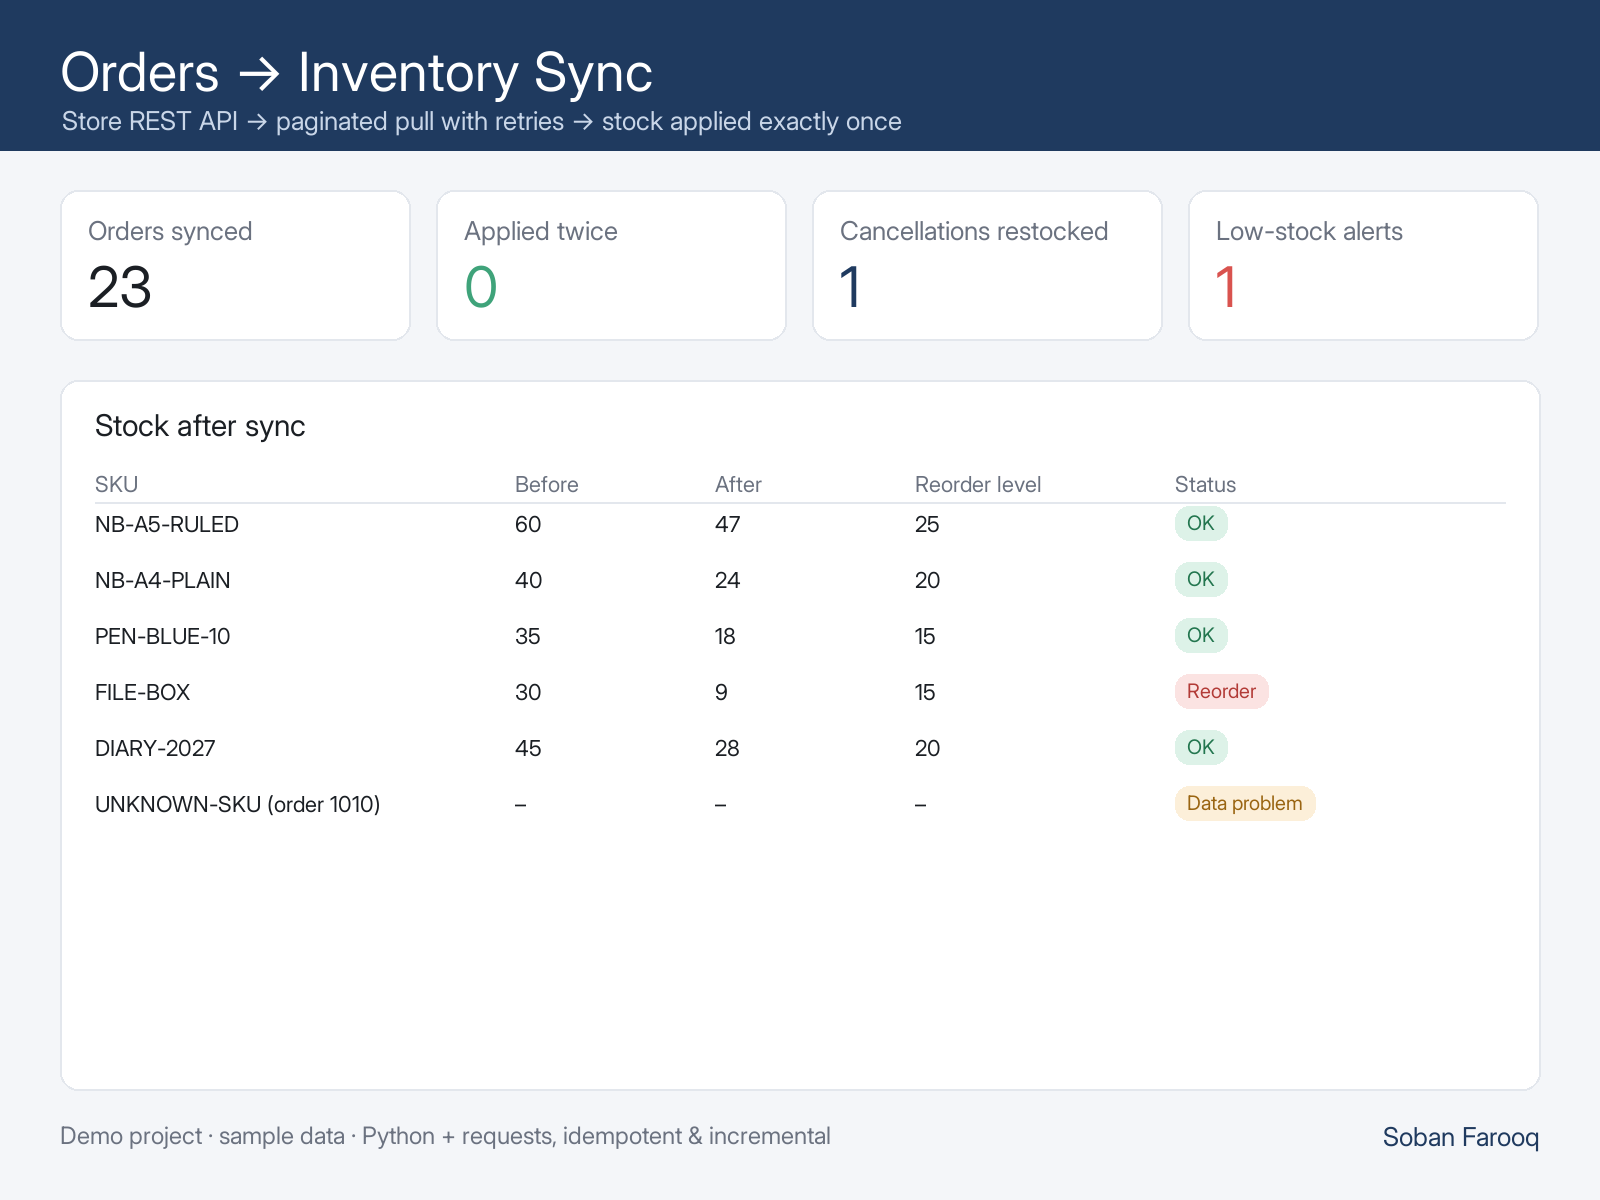 Orders → Inventory Sync
Store REST API → paginated pull with retries → stock applied exactly once
Orders synced
23
Applied twice
0
Cancellations restocked
1
Low-stock alerts
1
Stock after sync
SKU Before After Reorder level Status
NB-A5-RULED 60 47 25 OK
NB-A4-PLAIN 40 24 20 OK
PEN-BLUE-10 35 18 15 OK
FILE-BOX 30 9 15 Reorder
DIARY-2027 45 28 20 OK
UNKNOWN-SKU (order 1010) – – – Data problem
Demo project · sample data · Python + requests, idempotent & incremental
Soban Farooq